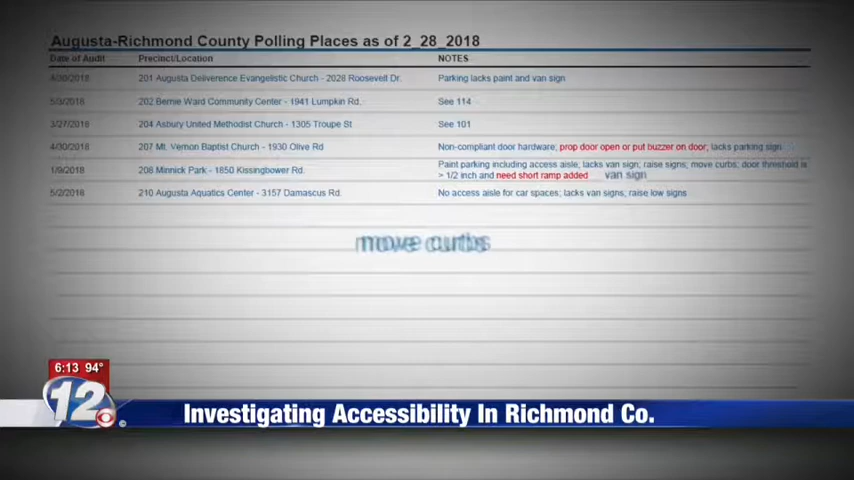 Augusta-Richmond County Polling Places as of 2_28_2018
Date of Audit Precinct/Location NOTES
4/30/2018 201 Augusta Deliverence Evangelistic Church - 2026 Roosevelt Dr. Parking lacks paint and van sign
5/3/2018 202 Bernie Ward Community Center - 1941 Lumpkin Rd. See 114
3/27/2018 204 Asbury United Methodist Church - 1305 Troupe St See 101
4/30/2018 207 Mt. Vernon Baptist Church - 1930 Olive Rd Non-compliant door hardware; prop door open or put buzzer on door; lacks parking sign
1/9/2018 208 Minnick Park - 1850 Kissingbower Rd. Paint parking including access aisle; lacks van sign; raise signs; move curbs; door threshold is
> 1/2 inch and need short ramp added van sign
5/2/2018 210 Augusta Aquatics Center - 3157 Damascus Rd. No access aisle for car spaces; lacks van signs; raise low signs
move curbs
6:13 94°
12
Investigating Accessibility In Richmond Co.